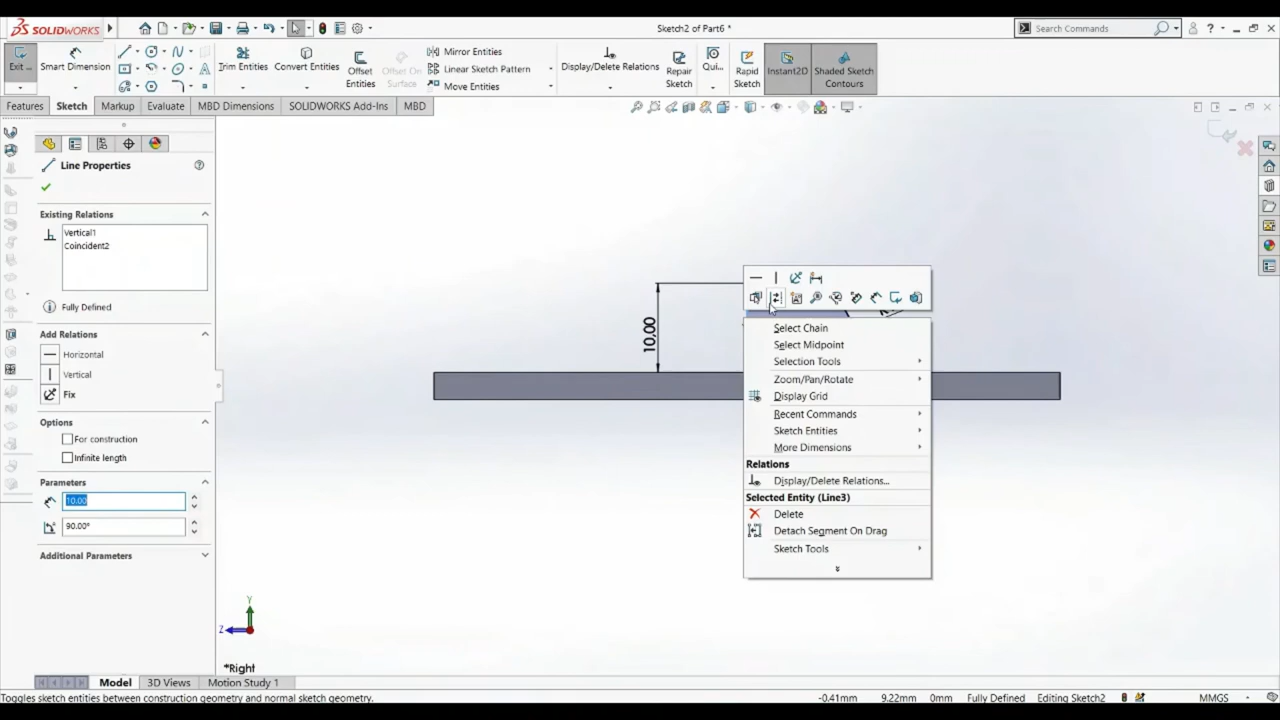 SOLIDWORKS
Sketch2 of Part6 *
Search Commands
Exit ...
Smart Dimension
Trim Entities
Convert Entities
Offset Entities
Offset On Surface
Mirror Entities
Linear Sketch Pattern
Move Entities
Display/Delete Relations
Repair Sketch
Qui...
Rapid Sketch
Instant2D
Shaded Sketch Contours
Features
Sketch
Markup
Evaluate
MBD Dimensions
SOLIDWORKS Add-Ins
MBD
Line Properties
Existing Relations
Vertical1
Coincident2
Fully Defined
Add Relations
Horizontal
Vertical
Fix
Options
For construction
Infinite length
Parameters
10.00
90.00°
Additional Parameters
10,00
Select Chain
Select Midpoint
Selection Tools
Zoom/Pan/Rotate
Display Grid
Recent Commands
Sketch Entities
More Dimensions
Relations
Display/Delete Relations...
Selected Entity (Line3)
Delete
Detach Segment On Drag
Sketch Tools
Y
Z
*Right
Model
3D Views
Motion Study 1
Toggles sketch entities between construction geometry and normal sketch geometry.
-0.41mm
9.22mm
0mm
Fully Defined
Editing Sketch2
MMGS